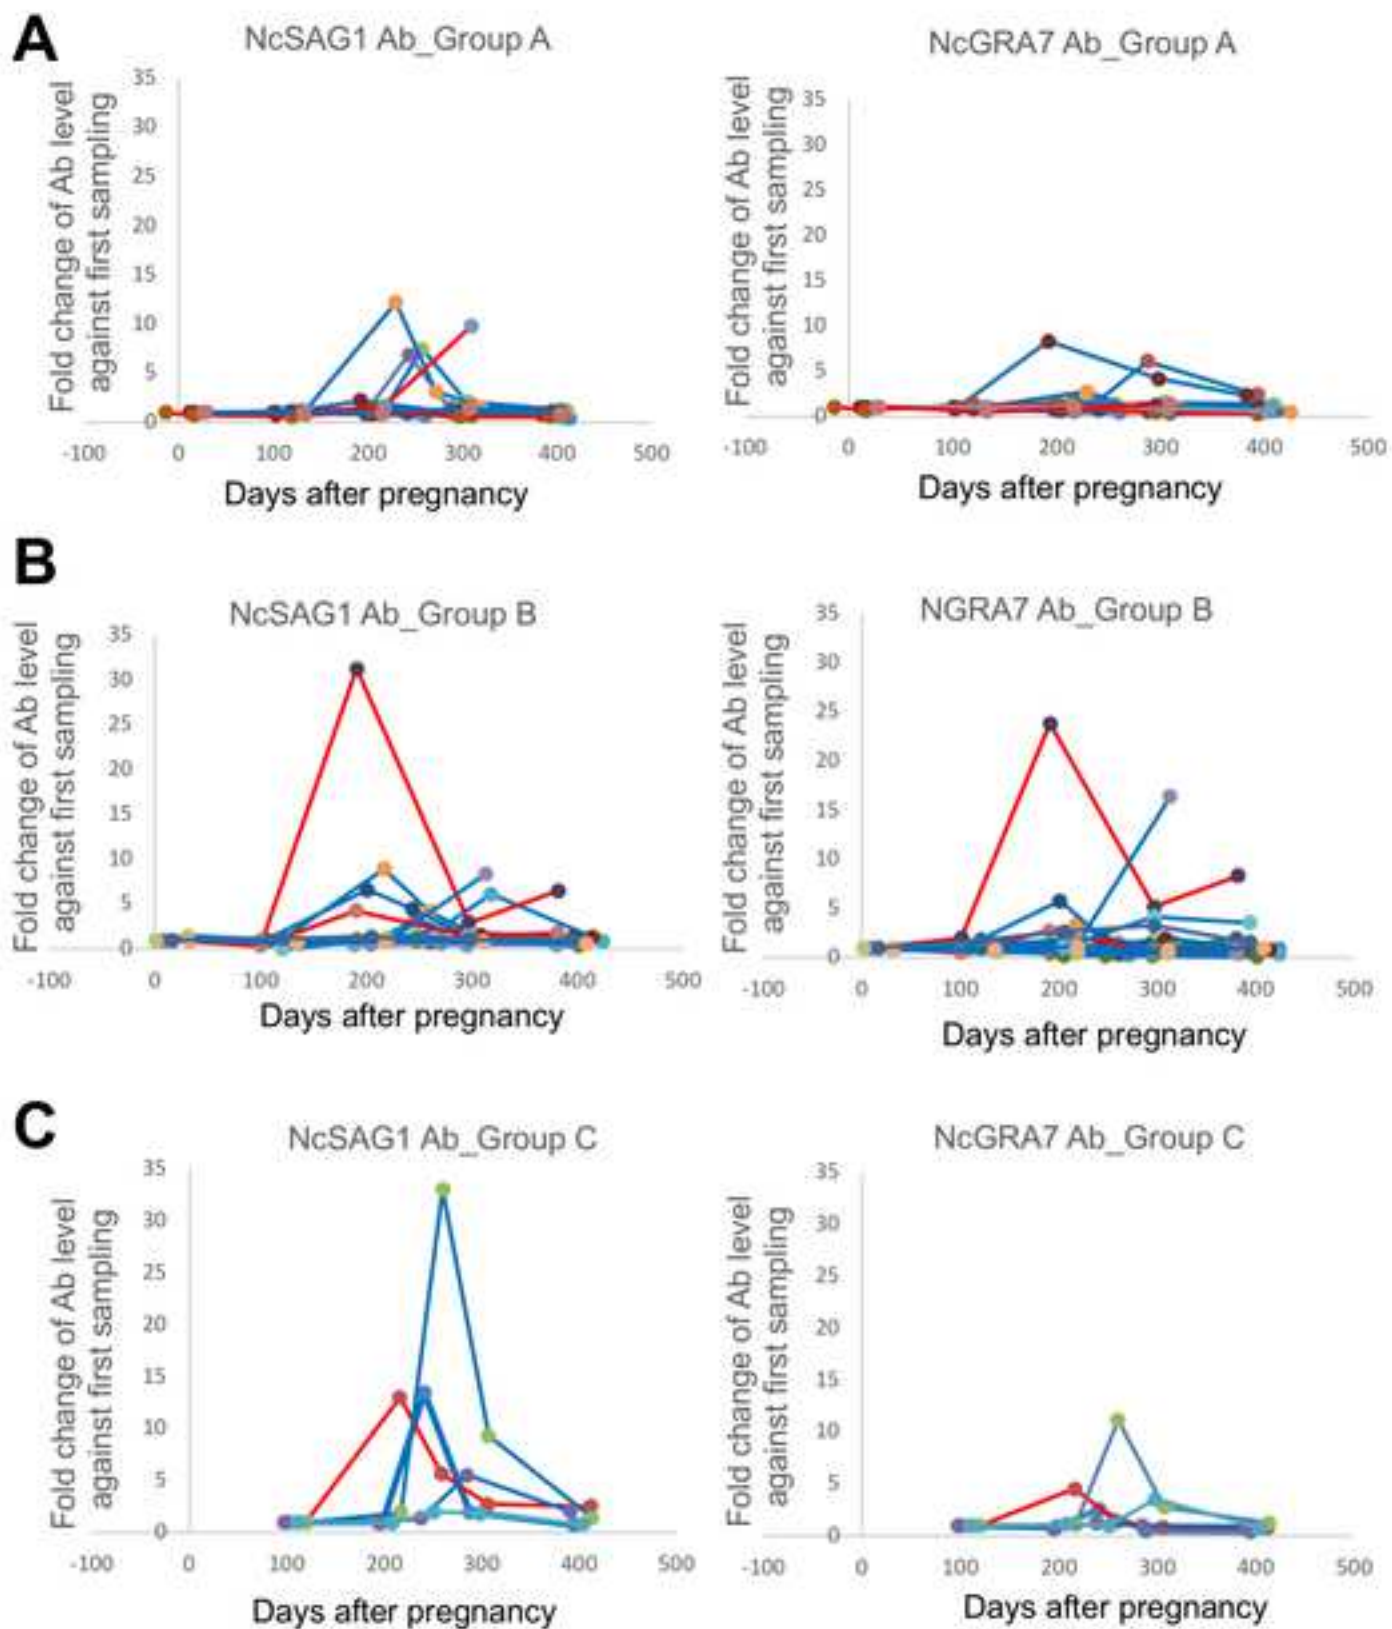 A
NcSAG1 Ab_Group A
Fold change of Ab level
against first sampling
35
30
25
20
15
10
5
0
-100 0 100 200 300 400 500
Days after pregnancy
NcGRA7 Ab_Group A
Fold change of Ab level
against first sampling
35
30
25
20
15
10
5
0
-100 0 100 200 300 400 500
Days after pregnancy
B
NcSAG1 Ab_Group B
Fold change of Ab level
against first sampling
35
30
25
20
15
10
5
0
-100 0 100 200 300 400 500
Days after pregnancy
NGRA7 Ab_Group B
Fold change of Ab level
against first sampling
35
30
25
20
15
10
5
0
-100 0 100 200 300 400 500
Days after pregnancy
C
NcSAG1 Ab_Group C
Fold change of Ab level
against first sampling
35
30
25
20
15
10
5
0
-100 0 100 200 300 400 500
Days after pregnancy
NcGRA7 Ab_Group C
Fold change of Ab level
against first sampling
35
30
25
20
15
10
5
0
-100 0 100 200 300 400 500
Days after pregnancy